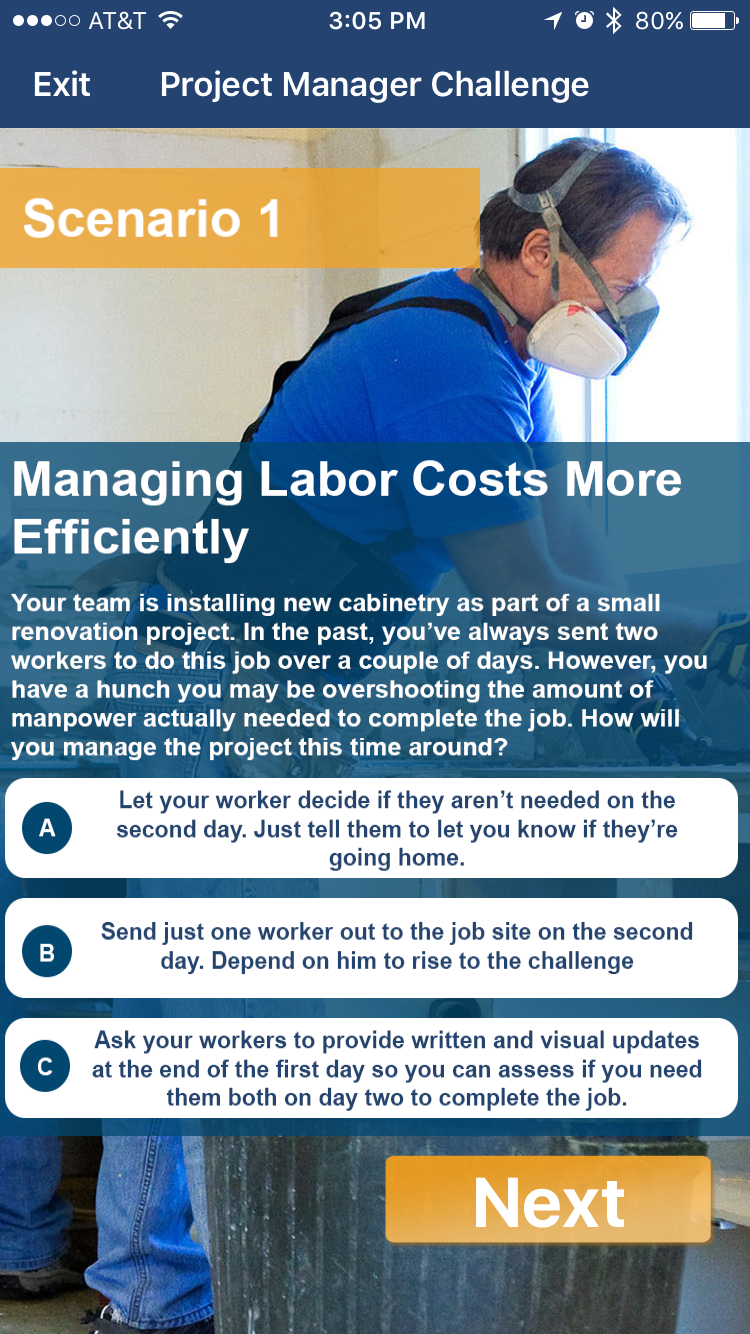 AT&T 3:05 PM 80%
Exit Project Manager Challenge
Scenario 1
Managing Labor Costs More
Efficiently
Your team is installing new cabinetry as part of a small
renovation project. In the past, you’ve always sent two
workers to do this job over a couple of days. However, you
have a hunch you may be overshooting the amount of
manpower actually needed to complete the job. How will
you manage the project this time around?
A
Let your worker decide if they aren’t needed on the
second day. Just tell them to let you know if they’re
going home.
B
Send just one worker out to the job site on the second
day. Depend on him to rise to the challenge
C
Ask your workers to provide written and visual updates
at the end of the first day so you can assess if you need
them both on day two to complete the job.
Next